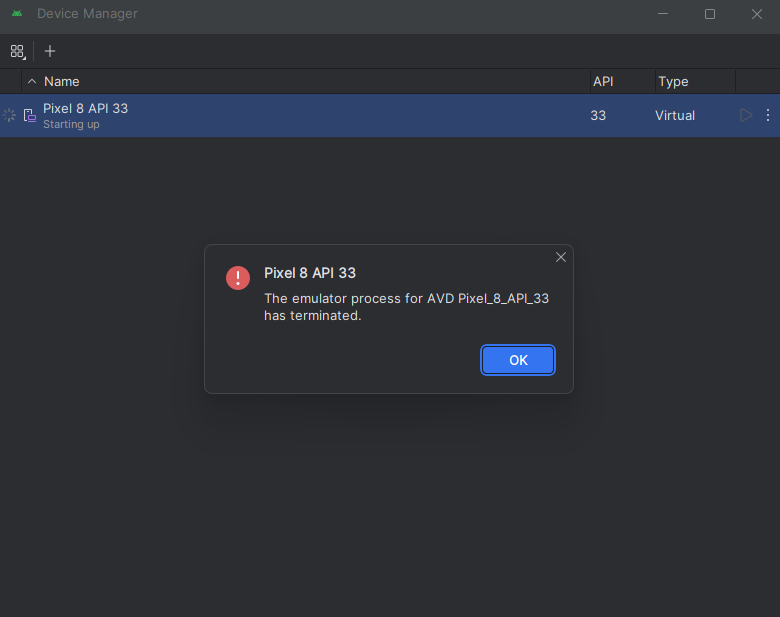 Device Manager
Name API Type
Pixel 8 API 33
Starting up
33 Virtual
Pixel 8 API 33
The emulator process for AVD Pixel_8_API_33
has terminated.
OK